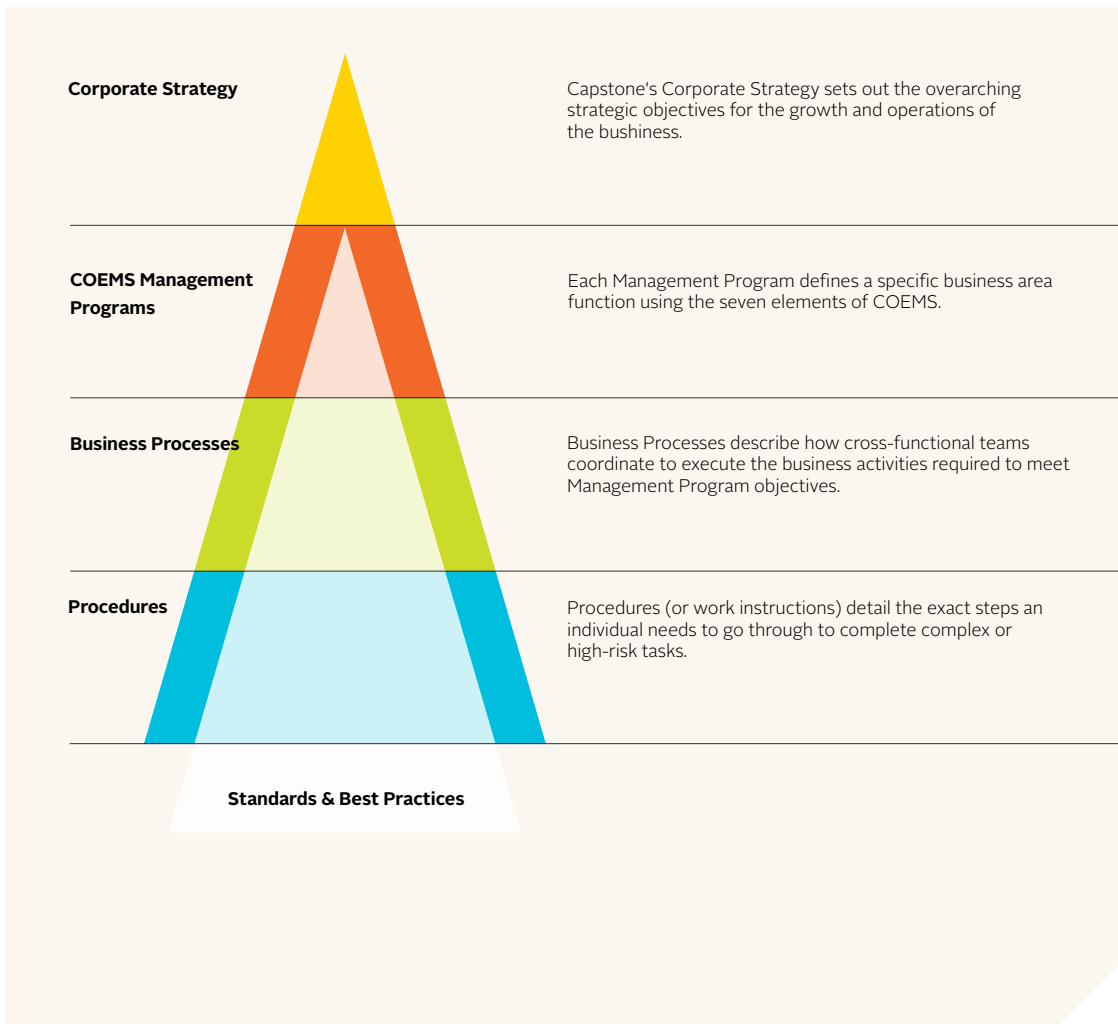 Corporate Strategy
Capstone's Corporate Strategy sets out the overarching
strategic objectives for the growth and operations of
the bushiness.
COEMS Management
Programs
Each Management Program defines a specific business area
function using the seven elements of COEMS.
Business Processes
Business Processes describe how cross-functional teams
coordinate to execute the business activities required to meet
Management Program objectives.
Procedures
Procedures (or work instructions) detail the exact steps an
individual needs to go through to complete complex or
high-risk tasks.
Standards & Best Practices